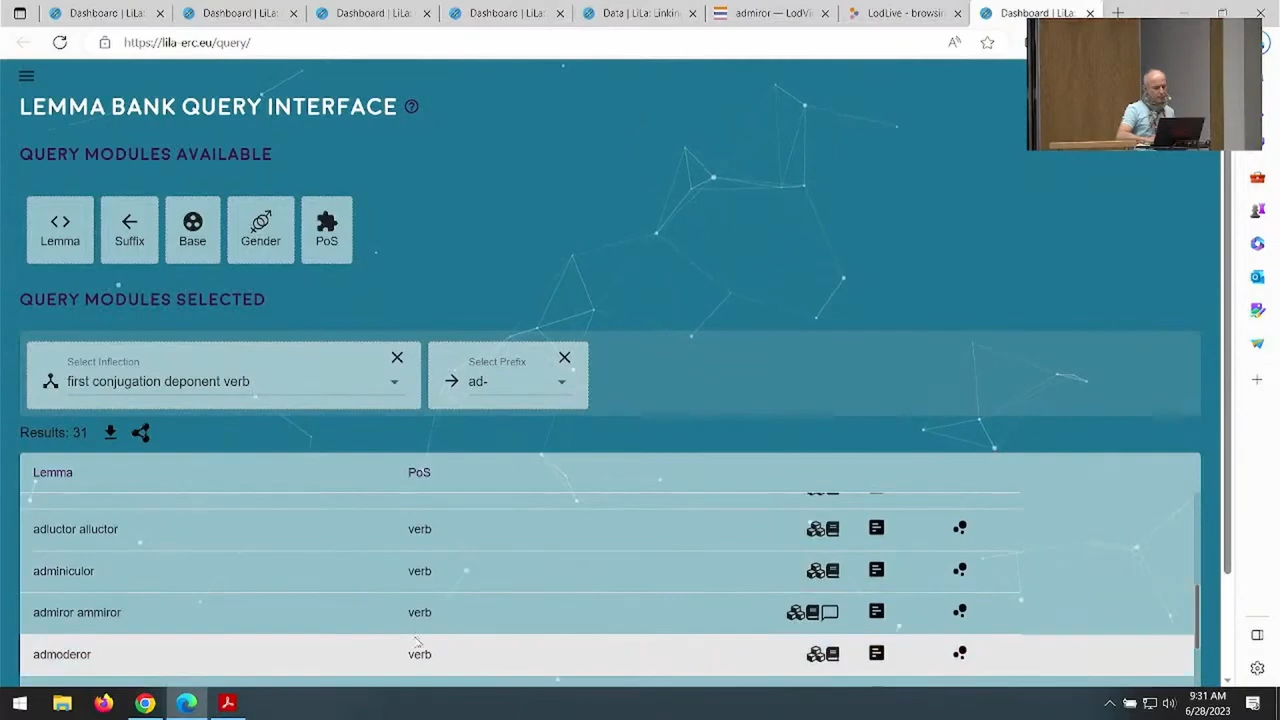 Dashboard | LiLa:
Dashboard | LiLa:
Dashboard | LiLa:
Dashboard | LiLa:
Data | LiLa: Linkin
admiror — LodVi
LodLive - browsin
Dashboard | LiLa:
https://lila-erc.eu/query/
LEMMA BANK QUERY INTERFACE
QUERY MODULES AVAILABLE
Lemma
Suffix
Base
Gender
PoS
QUERY MODULES SELECTED
Select Inflection
first conjugation deponent verb
Select Prefix
ad-
Results: 31
Lemma PoS
adluctor alluctor verb
adminiculor verb
admiror ammiror verb
admoderor verb
9:31 AM
6/28/2023